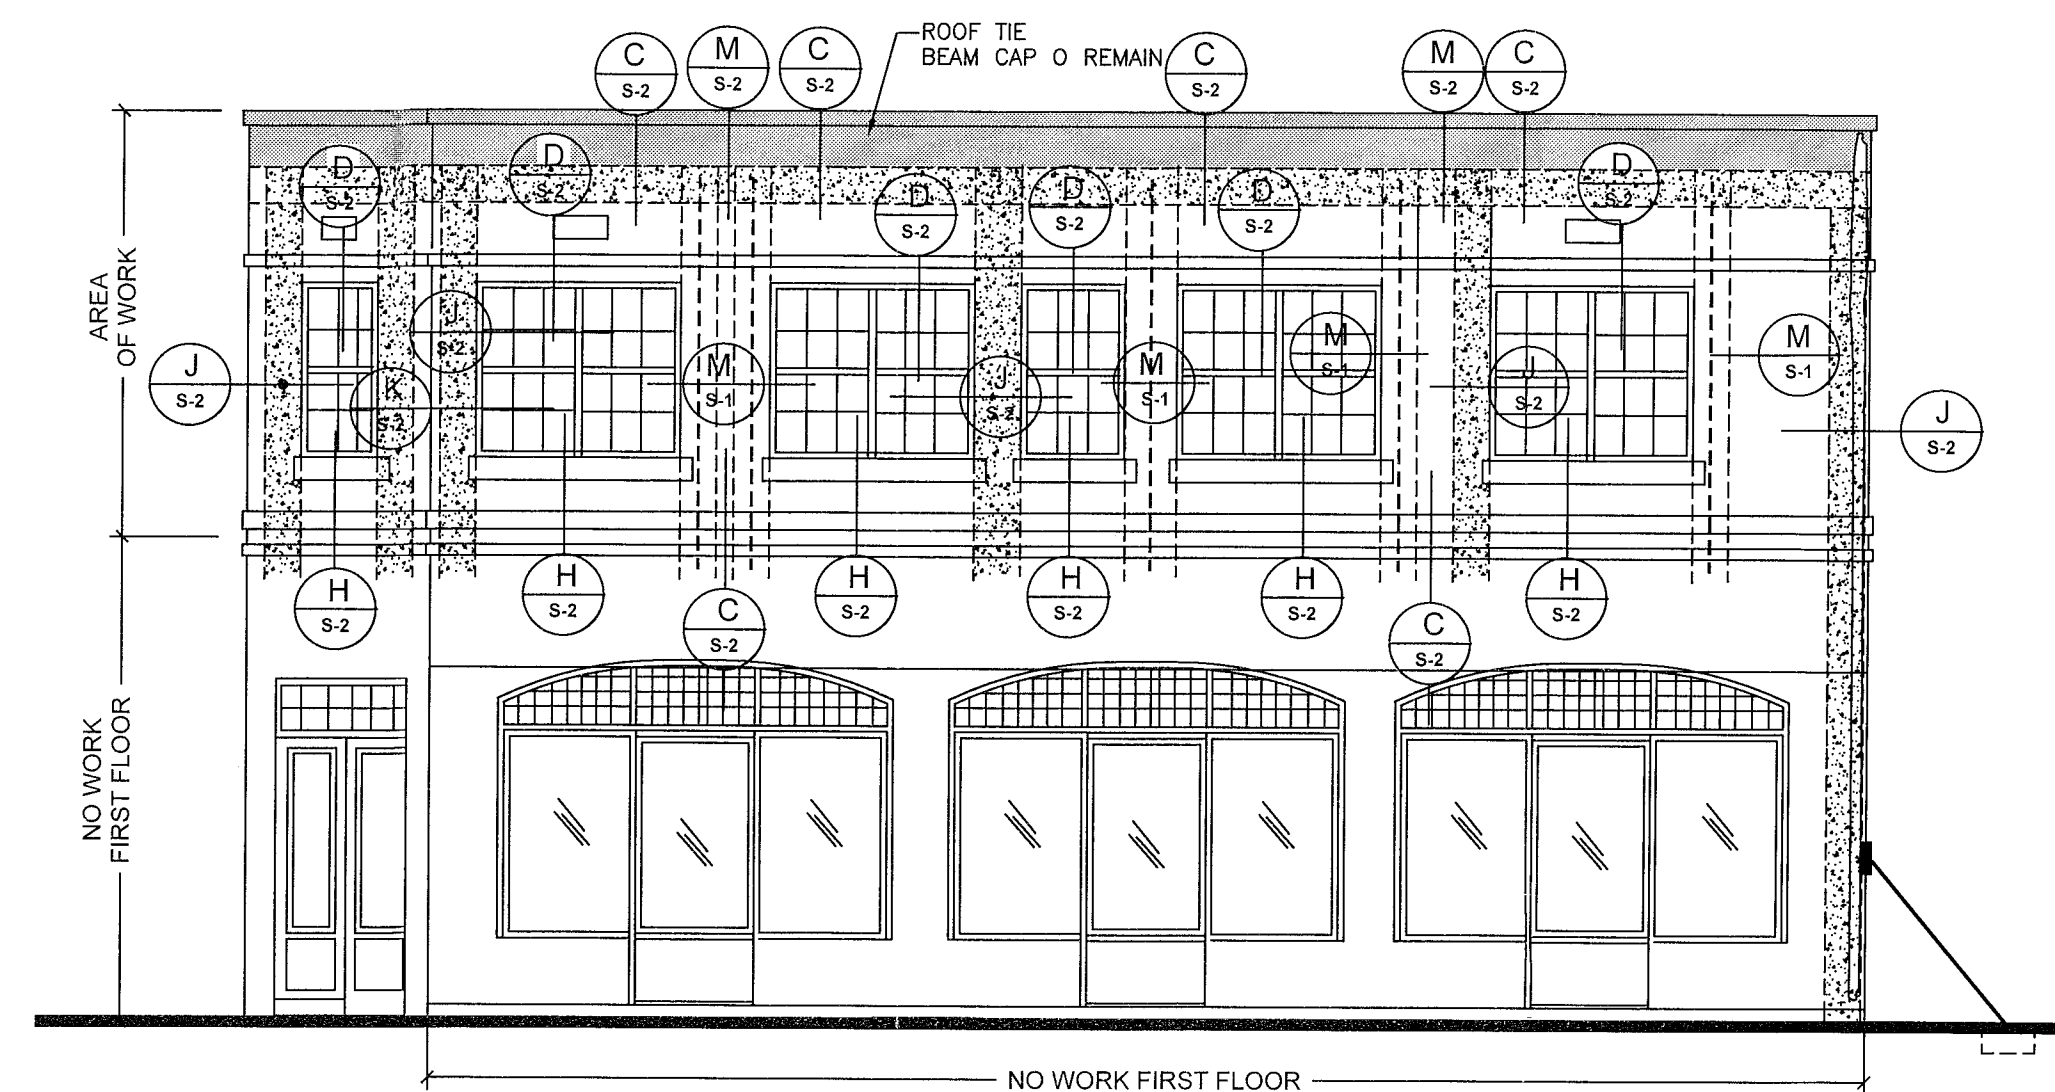 ROOF TIE
BEAM CAP O REMAIN
C
S-2
M
S-2
C
S-2
C
S-2
M
S-2
C
S-2
D
S-2
D
S-2
D
S-2
D
S-2
D
S-2
D
S-2
AREA
OF WORK
J
S-2
J
S-2
K
S-2
M
S-1
J
S-2
M
S-1
M
S-1
J
S-2
M
S-1
J
S-2
H
S-2
H
S-2
C
S-2
H
S-2
H
S-2
H
S-2
C
S-2
H
S-2
NO WORK
FIRST FLOOR
NO WORK FIRST FLOOR